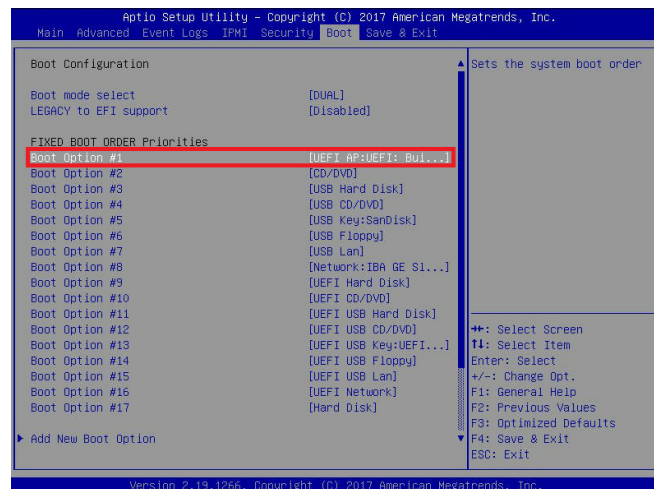 Aptio Setup Utility – Copyright (C) 2017 American Megatrends, Inc.
Main Advanced Event Logs IPMI Security Boot Save & Exit
Boot Configuration
Sets the system boot order
Boot mode select [DUAL]
LEGACY to EFI support [Disabled]
FIXED BOOT ORDER Priorities
Boot Option #1 [UEFI AP:UEFI: Bui...]
Boot Option #2 [CD/DVD]
Boot Option #3 [USB Hard Disk]
Boot Option #4 [USB CD/DVD]
Boot Option #5 [USB Key:SanDisk]
Boot Option #6 [USB Floppy]
Boot Option #7 [USB Lan]
Boot Option #8 [Network:IBA GE Sl...]
Boot Option #9 [UEFI Hard Disk]
Boot Option #10 [UEFI CD/DVD]
Boot Option #11 [UEFI USB Hard Disk]
Boot Option #12 [UEFI USB CD/DVD]
Boot Option #13 [UEFI USB Key:UEFI...]
Boot Option #14 [UEFI USB Floppy]
Boot Option #15 [UEFI USB Lan]
Boot Option #16 [UEFI Network]
Boot Option #17 [Hard Disk]
Add New Boot Option
→←: Select Screen
↑↓: Select Item
Enter: Select
+/-: Change Opt.
F1: General Help
F2: Previous Values
F3: Optimized Defaults
F4: Save & Exit
ESC: Exit
Version 2.19.1266. Copyright (C) 2017 American Megatrends, Inc.